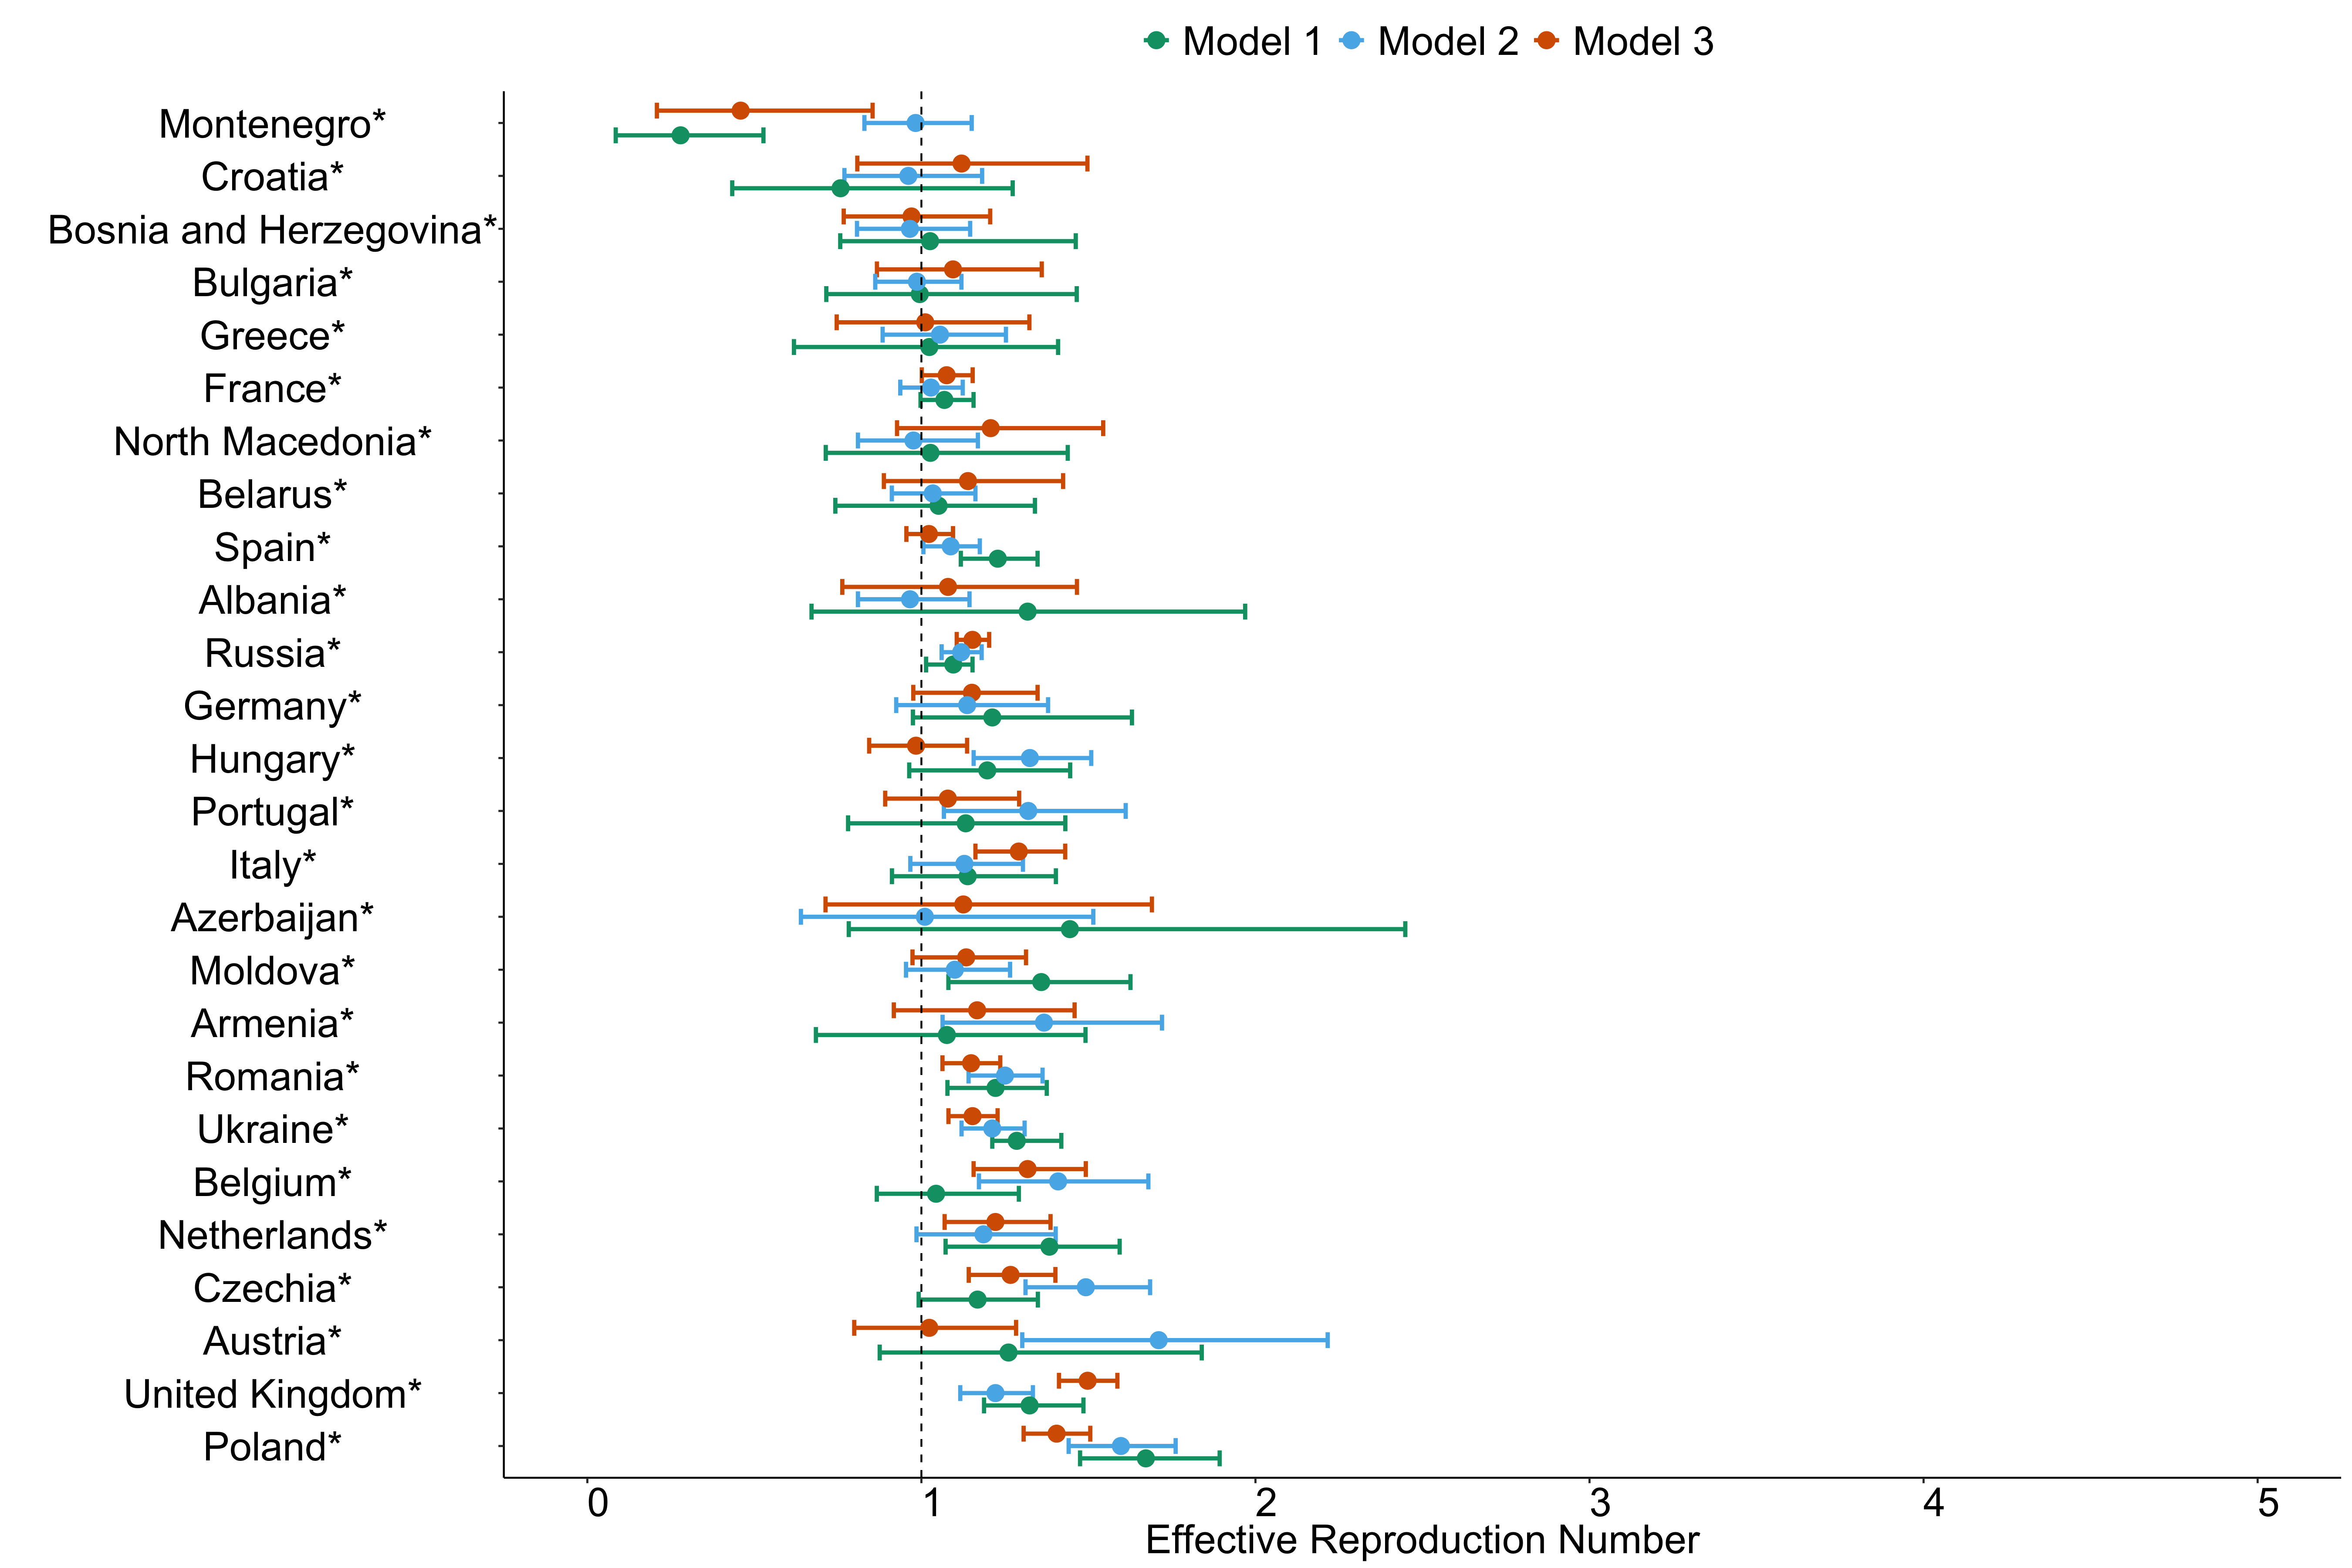 Model 1 Model 2 Model 3
Montenegro*
Croatia*
Bosnia and Herzegovina*
Bulgaria*
Greece*
France*
North Macedonia*
Belarus*
Spain*
Albania*
Russia*
Germany*
Hungary*
Portugal*
Italy*
Azerbaijan*
Moldova*
Armenia*
Romania*
Ukraine*
Belgium*
Netherlands*
Czechia*
Austria*
United Kingdom*
Poland*
0 1 2 3 4 5
Effective Reproduction Number